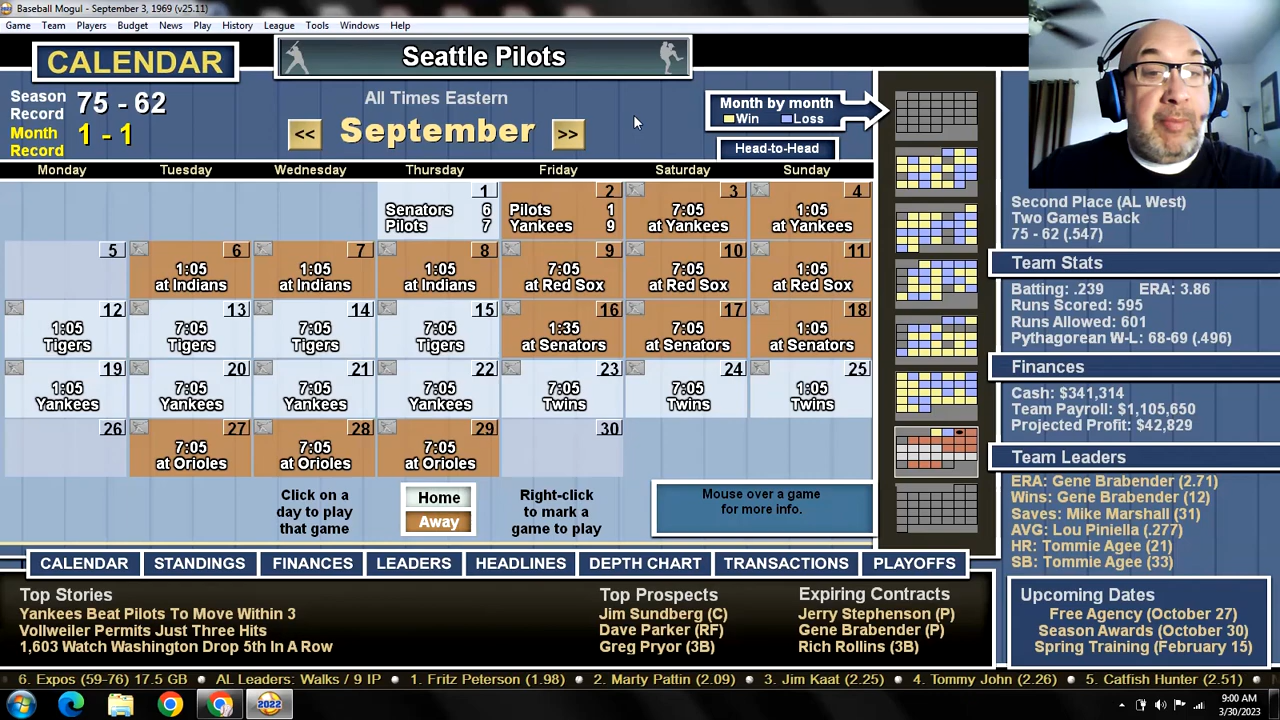 Baseball Mogul - September 3, 1969 (v25.11)
Game Team Players Budget News Play History League Tools Windows Help
CALENDAR
Seattle Pilots
Season Record 75 - 62
Month Record 1 - 1
All Times Eastern
<< September >>
Month by month
Win Loss
Head-to-Head
Monday Tuesday Wednesday Thursday Friday Saturday Sunday
1 2 3 4
Senators 6 Pilots 1 7:05 1:05
Pilots 7 Yankees 9 at Yankees at Yankees
5 6 7 8 9 10 11
1:05 1:05 1:05 7:05 7:05 1:05
at Indians at Indians at Indians at Red Sox at Red Sox at Red Sox
12 13 14 15 16 17 18
1:05 7:05 7:05 7:05 1:35 7:05 1:05
Tigers Tigers Tigers Tigers at Senators at Senators at Senators
19 20 21 22 23 24 25
1:05 7:05 7:05 7:05 7:05 7:05 1:05
Yankees Yankees Yankees Yankees Twins Twins Twins
26 27 28 29 30
7:05 7:05 7:05
at Orioles at Orioles at Orioles
Click on a day to play that game
Home
Away
Right-click to mark a game to play
Mouse over a game
for more info.
Second Place (AL West)
Two Games Back
75 - 62 (.547)
Team Stats
Batting: .239 ERA: 3.86
Runs Scored: 595
Runs Allowed: 601
Pythagorean W-L: 68-69 (.496)
Finances
Cash: $341,314
Team Payroll: $1,105,650
Projected Profit: $42,829
Team Leaders
ERA: Gene Brabender (2.71)
Wins: Gene Brabender (12)
Saves: Mike Marshall (31)
AVG: Lou Piniella (.277)
HR: Tommie Agee (21)
SB: Tommie Agee (33)
CALENDAR STANDINGS FINANCES LEADERS HEADLINES DEPTH CHART TRANSACTIONS PLAYOFFS
Top Stories
Yankees Beat Pilots To Move Within 3
Vollweiler Permits Just Three Hits
1,603 Watch Washington Drop 5th In A Row
Top Prospects
Jim Sundberg (C)
Dave Parker (RF)
Greg Pryor (3B)
Expiring Contracts
Jerry Stephenson (P)
Gene Brabender (P)
Rich Rollins (3B)
Upcoming Dates
Free Agency (October 27)
Season Awards (October 30)
Spring Training (February 15)
6. Expos (59-76) 17.5 GB • AL Leaders: Walks / 9 IP • 1. Fritz Peterson (1.98) • 2. Marty Pattin (2.09) • 3. Jim Kaat (2.25) • 4. Tommy John (2.26) • 5. Catfish Hunter (2.51) •
2022
9:00 AM
3/30/2023